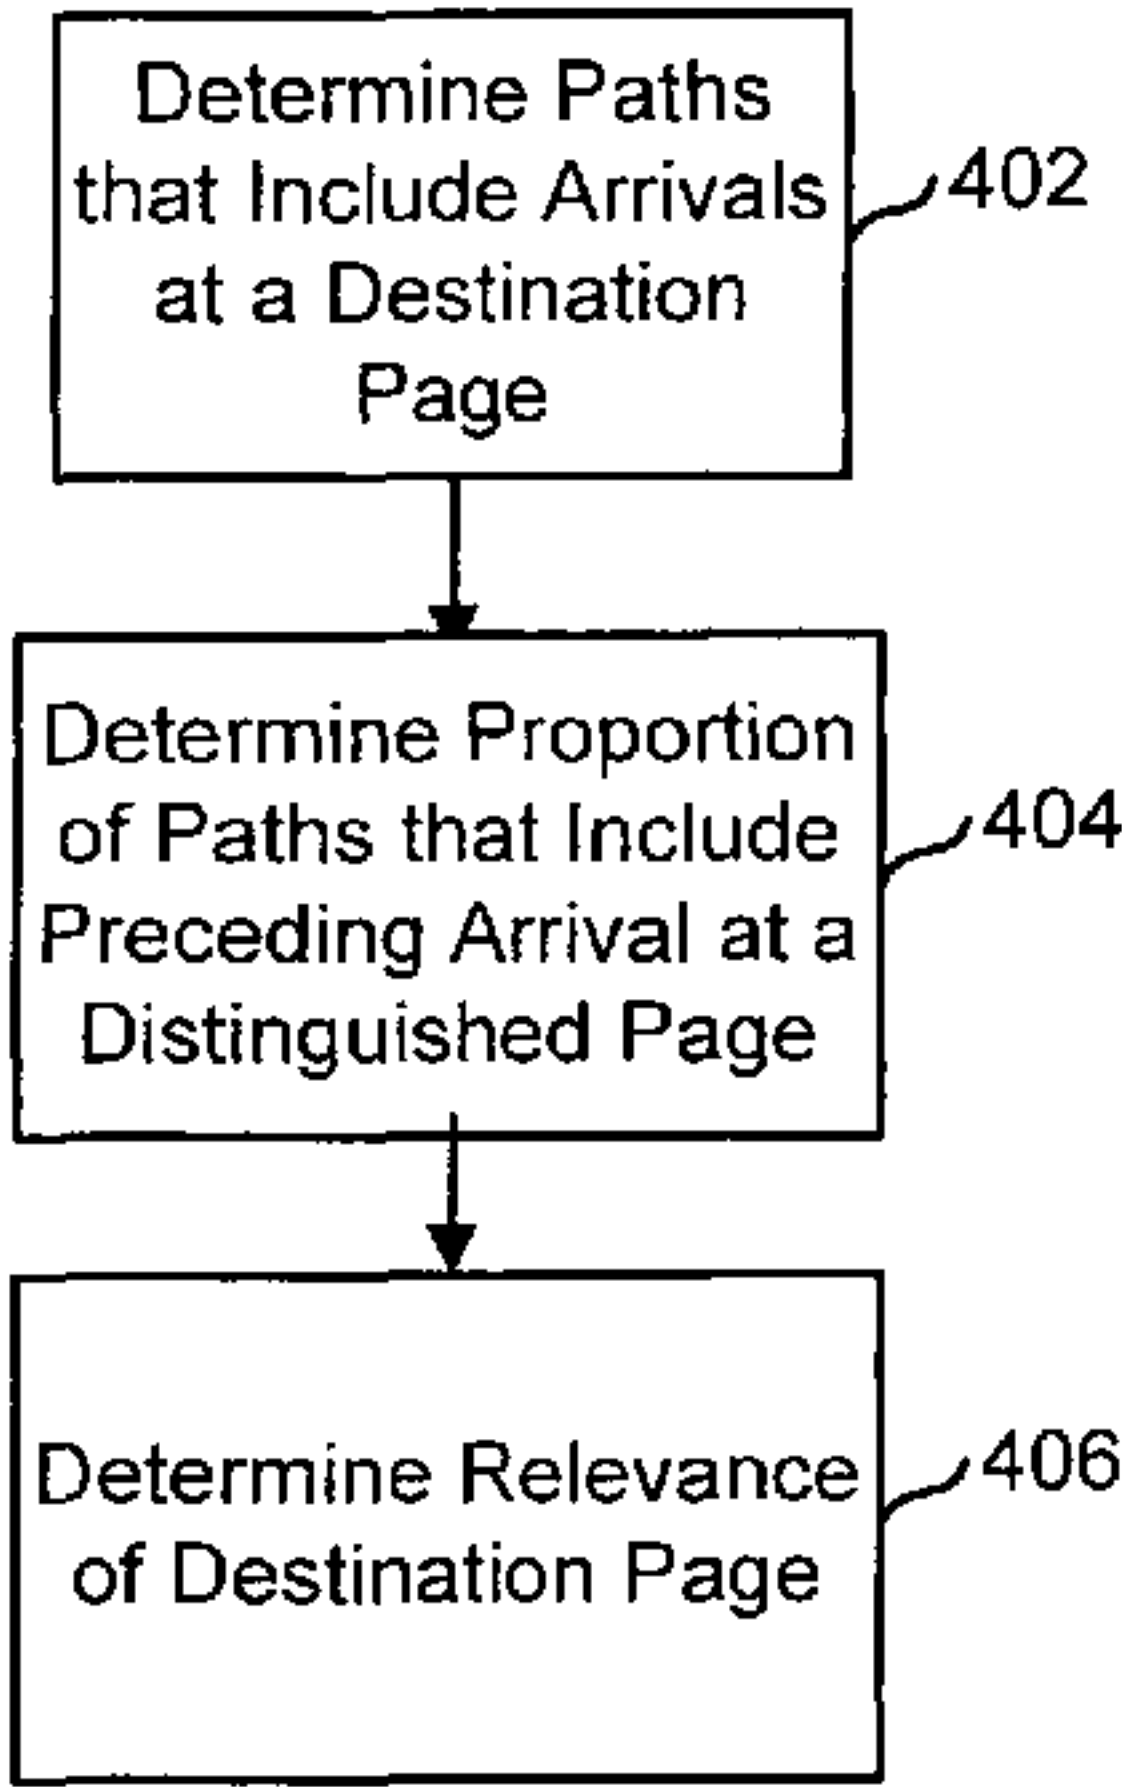 Determine Paths
that Include Arrivals
at a Destination
Page
402
Determine Proportion
of Paths that Include
Preceding Arrival at a
Distinguished Page
404
Determine Relevance
of Destination Page
406